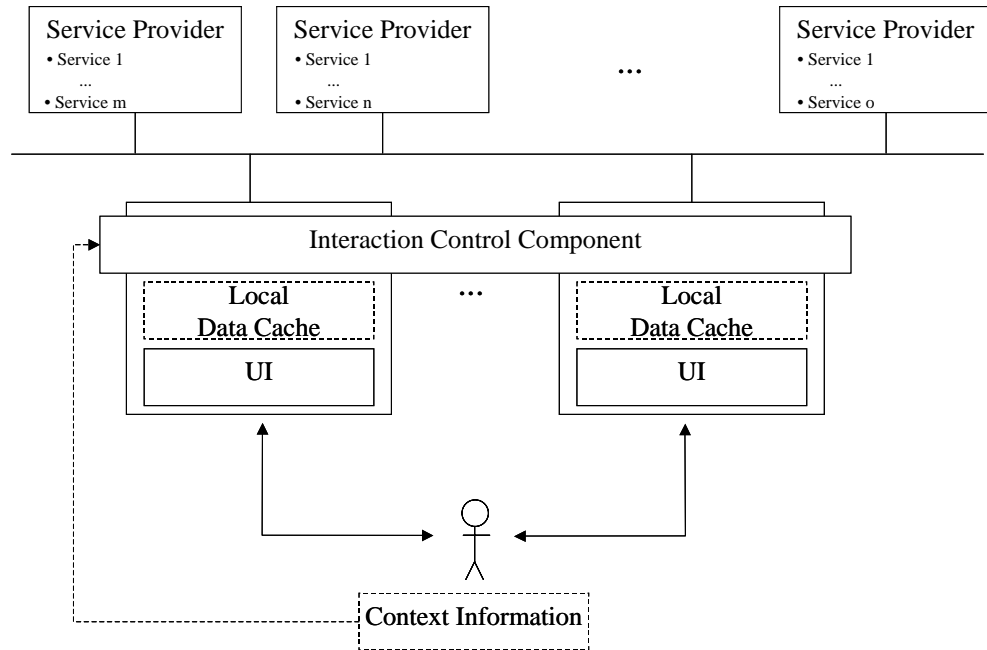 Service Provider
• Service 1
...
• Service m
Service Provider
• Service 1
...
• Service n
...
Service Provider
• Service 1
...
• Service o
Interaction Control Component
Local
Data Cache
UI
...
Local
Data Cache
UI
Context Information